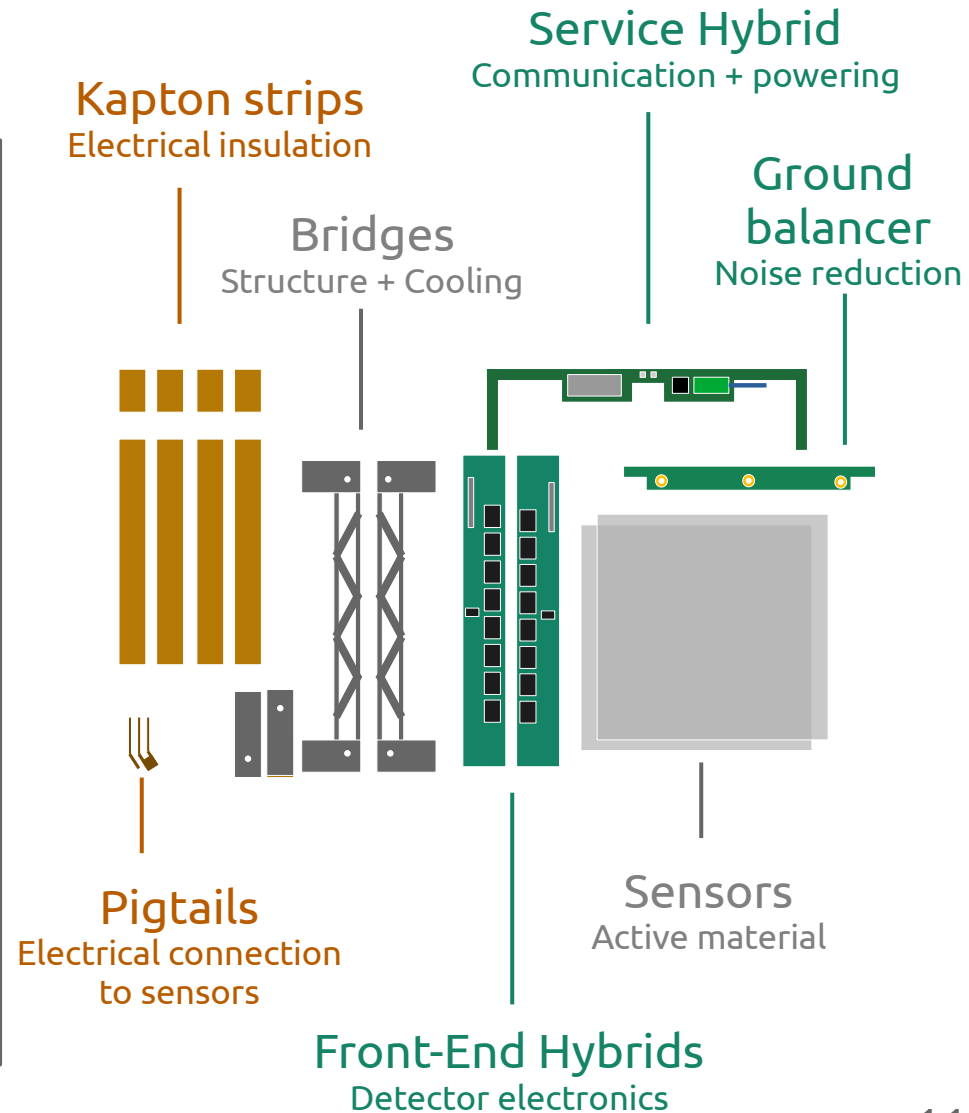 Service Hybrid
Communication + powering
Kapton strips
Electrical insulation
Ground
balancer
Noise reduction
Bridges
Structure + Cooling
Pigtails
Electrical connection
to sensors
Sensors
Active material
Front-End Hybrids
Detector electronics